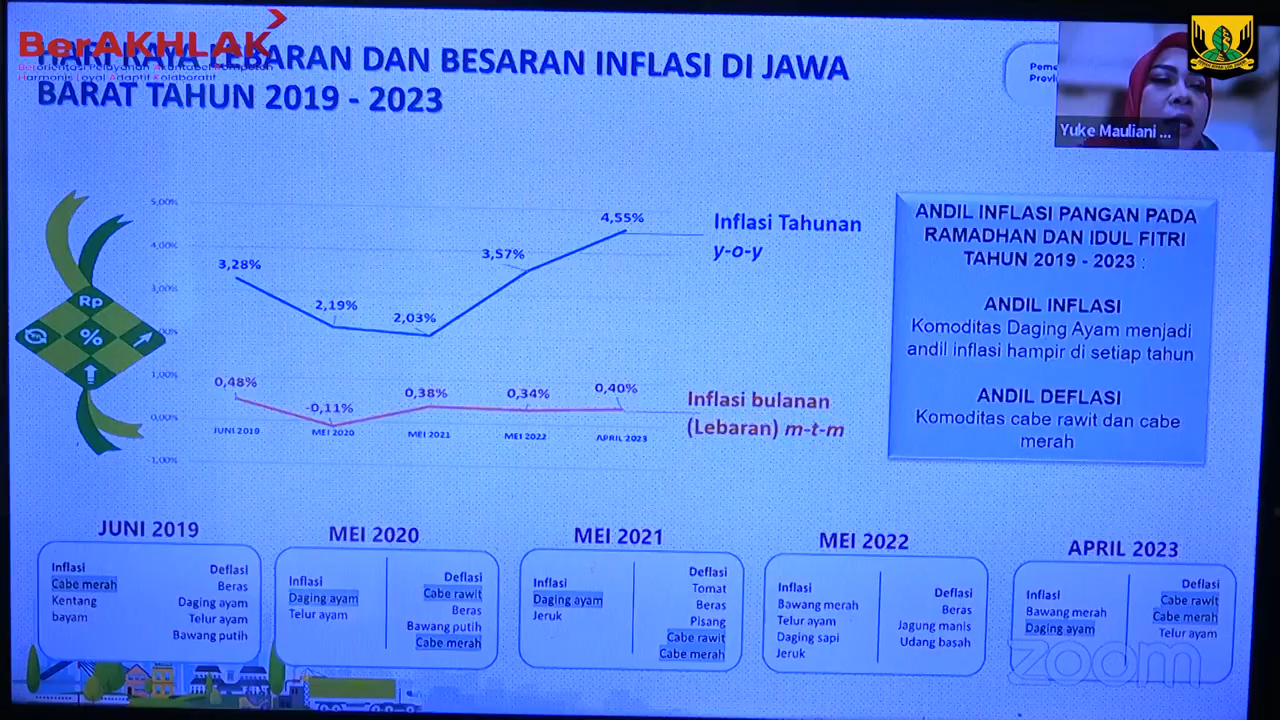 BerAKHLAK
Berorientasi Pelayanan Akuntabel Kompeten
Harmonis Loyal Adaptif Kolaboratif
HARI RAYA LEBARAN DAN BESARAN INFLASI DI JAWA
BARAT TAHUN 2019 - 2023
Yuke Mauliani ...
5,00%
4,00%
3,00%
1,00%
0,00%
-1,00%
Rp
%
3,28%
2,19%
2,03%
3,57%
4,55%
Inflasi Tahunan
y-o-y
0,48%
-0,11%
0,38%
0,34%
0,40%
JUNI 2019
MEI 2020
MEI 2021
MEI 2022
APRIL 2023
Inflasi bulanan
(Lebaran) m-t-m
ANDIL INFLASI PANGAN PADA
RAMADHAN DAN IDUL FITRI
TAHUN 2019 - 2023 :
ANDIL INFLASI
Komoditas Daging Ayam menjadi
andil inflasi hampir di setiap tahun
ANDIL DEFLASI
Komoditas cabe rawit dan cabe
merah
JUNI 2019
Inflasi
Cabe merah
Kentang
bayam
Deflasi
Beras
Daging ayam
Telur ayam
Bawang putih
MEI 2020
Inflasi
Daging ayam
Telur ayam
Deflasi
Cabe rawit
Beras
Bawang putih
Cabe merah
MEI 2021
Inflasi
Daging ayam
Jeruk
Deflasi
Tomat
Beras
Pisang
Cabe rawit
Cabe merah
MEI 2022
Inflasi
Bawang merah
Telur ayam
Daging sapi
Jeruk
Deflasi
Beras
Jagung manis
Udang basah
APRIL 2023
Inflasi
Bawang merah
Daging ayam
Deflasi
Cabe rawit
Cabe merah
Telur ayam
zoom